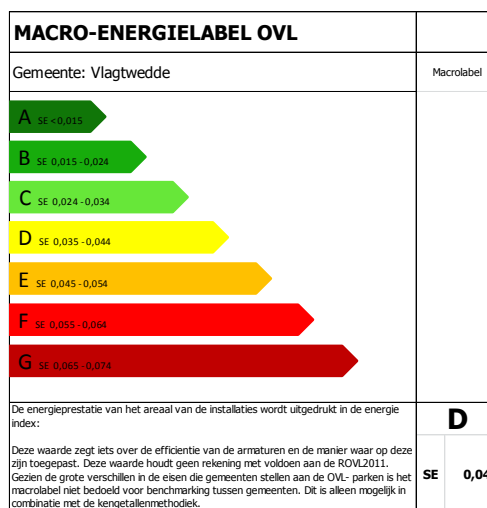 MACRO-ENERGIELABEL OVL
Gemeente: Vlagtwedde
Macrolabel
A SE < 0,015
B SE 0,015 - 0,024
C SE 0,024 - 0,034
D SE 0,035 - 0,044
E SE 0,045 - 0,054
F SE 0,055 - 0,064
G SE 0,065 - 0,074
De energieprestatie van het areaal van de installaties wordt uitgedrukt in de energie
index:
D
Deze waarde zegt iets over de efficientie van de armaturen en de manier waar op deze
zijn toegepast. Deze waarde houdt geen rekening met voldoen aan de ROVL2011.
Gezien de grote verschillen in de eisen die gemeenten stellen aan de OVL- parken is het
macrolabel niet bedoeld voor benchmarking tussen gemeenten. Dit is alleen mogelijk in
combinatie met de kengetallenmethodiek.
SE 0,04